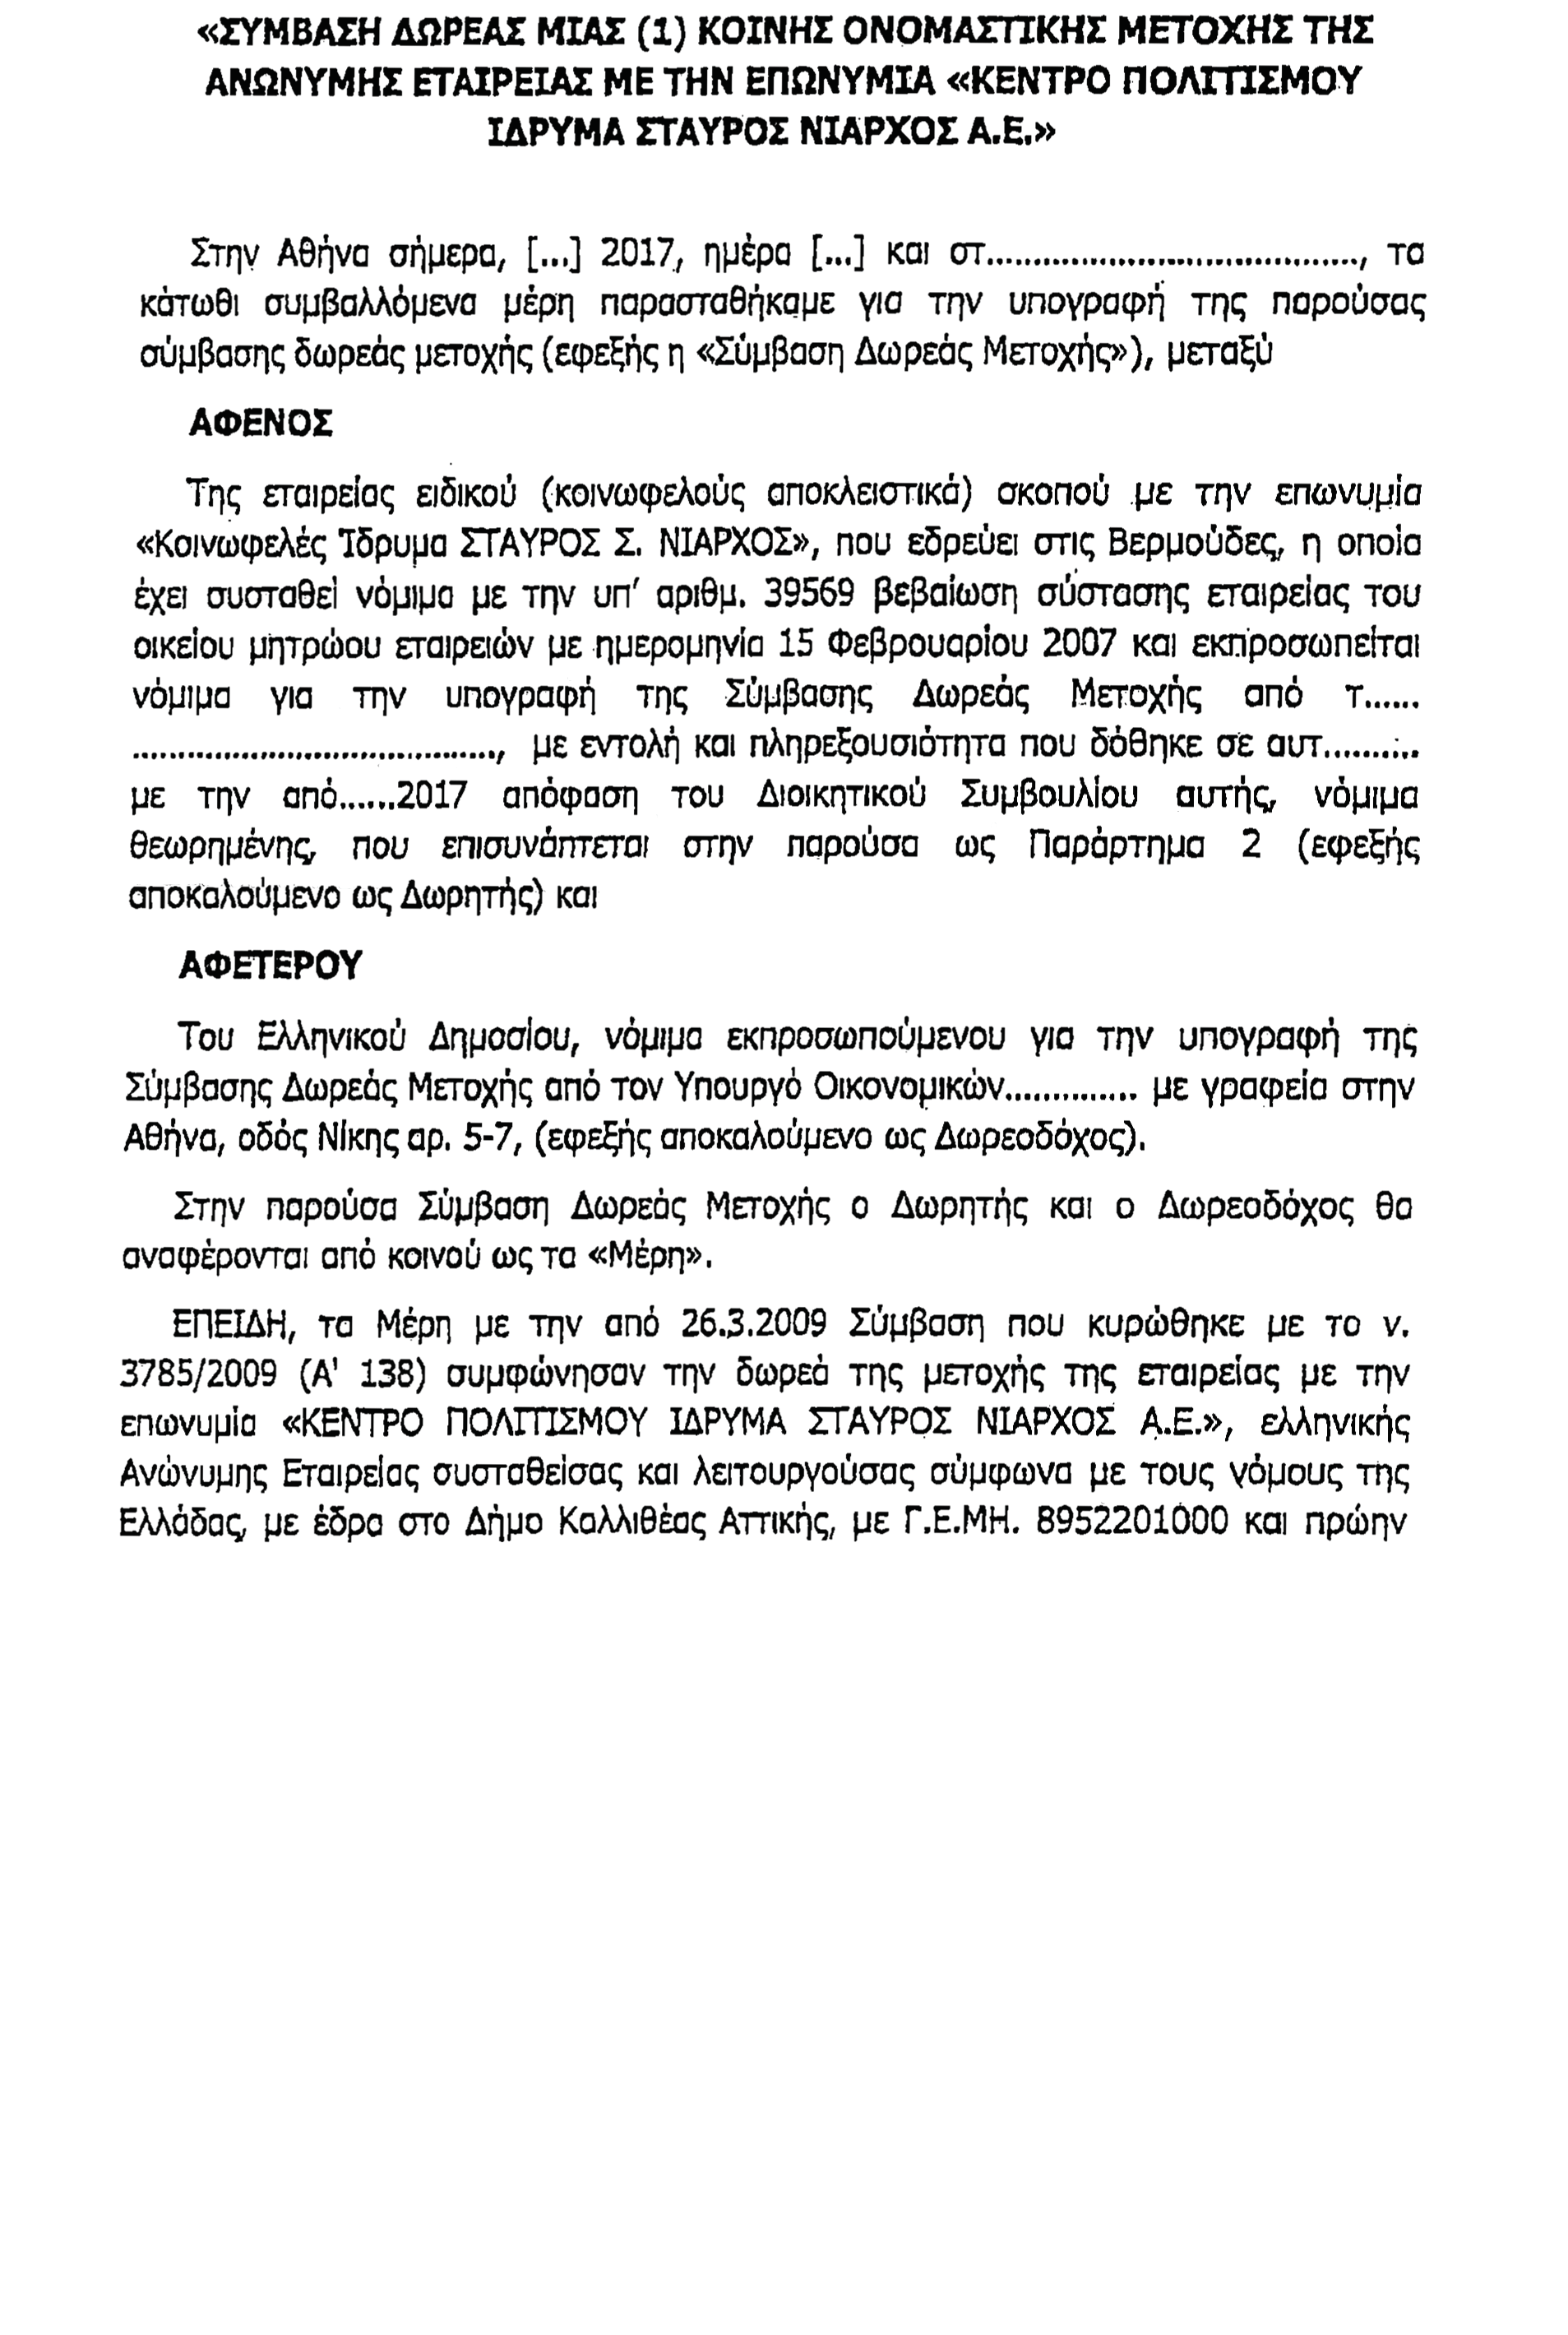 «ΣΥΜΒΑΣΗ ΔΩΡΕΑΣ ΜΙΑΣ (1) ΚΟΙΝΗΣ ΟΝΟΜΑΣΤΙΚΗΣ ΜΕΤΟΧΗΣ ΤΗΣ
ΑΝΩΝΥΜΗΣ ΕΤΑΙΡΕΙΑΣ ΜΕ ΤΗΝ ΕΠΩΝΥΜΙΑ «ΚΕΝΤΡΟ ΠΟΛΙΤΙΣΜΟΥ
ΙΔΡΥΜΑ ΣΤΑΥΡΟΣ ΝΙΑΡΧΟΣ Α.Ε.»
Στην Αθήνα σήμερα, [...] 2017, ημέρα [...] και στ........................................, τα
κάτωθι συμβαλλόμενα μέρη παρασταθήκαμε για την υπογραφή της παρούσας
σύμβασης δωρεάς μετοχής (εφεξής η «Σύμβαση Δωρεάς Μετοχής»), μεταξύ
ΑΦΕΝΟΣ
Της εταιρείας ειδικού (κοινωφελούς αποκλειστικά) σκοπού με την επωνυμία
«Κοινωφελές Ίδρυμα ΣΤΑΥΡΟΣ Σ. ΝΙΑΡΧΟΣ», που εδρεύει στις Βερμούδες, η οποία
έχει συσταθεί νόμιμα με την υπ' αριθμ. 39569 βεβαίωση σύστασης εταιρείας του
οικείου μητρώου εταιρειών με ημερομηνία 15 Φεβρουαρίου 2007 και εκπροσωπείται
νόμιμα για την υπογραφή της Σύμβασης Δωρεάς Μετοχής από τ......
......................................., με εντολή και πληρεξουσιότητα που δόθηκε σε αυτ..........
με την από......2017 απόφαση του Διοικητικού Συμβουλίου αυτής, νόμιμα
θεωρημένης, που επισυνάπτεται στην παρούσα ως Παράρτημα 2 (εφεξής
αποκαλούμενο ως Δωρητής) και
ΑΦΕΤΕΡΟΥ
Του Ελληνικού Δημοσίου, νόμιμα εκπροσωπούμενου για την υπογραφή της
Σύμβασης Δωρεάς Μετοχής από τον Υπουργό Οικονομικών.............. με γραφεία στην
Αθήνα, οδός Νίκης αρ. 5-7, (εφεξής αποκαλούμενο ως Δωρεοδόχος).
Στην παρούσα Σύμβαση Δωρεάς Μετοχής ο Δωρητής και ο Δωρεοδόχος θα
αναφέρονται από κοινού ως τα «Μέρη».
ΕΠΕΙΔΗ, τα Μέρη με την από 26.3.2009 Σύμβαση που κυρώθηκε με το ν.
3785/2009 (Α' 138) συμφώνησαν την δωρεά της μετοχής της εταιρείας με την
επωνυμία «ΚΕΝΤΡΟ ΠΟΛΙΤΙΣΜΟΥ ΙΔΡΥΜΑ ΣΤΑΥΡΟΣ ΝΙΑΡΧΟΣ Α.Ε.», ελληνικής
Ανώνυμης Εταιρείας συσταθείσας και λειτουργούσας σύμφωνα με τους νόμους της
Ελλάδας, με έδρα στο Δήμο Καλλιθέας Αττικής, με Γ.Ε.ΜΗ. 8952201000 και πρώην